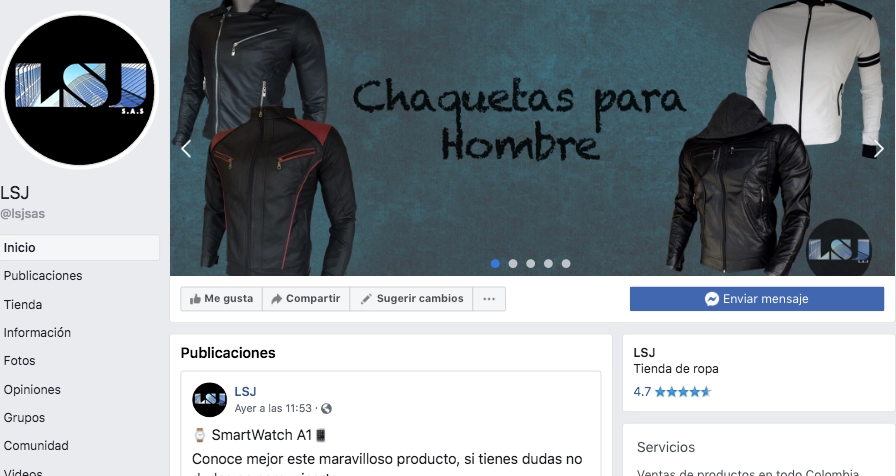 LSJ
S.A.S
LSJ
@lsjsas
Inicio
Publicaciones
Tienda
Información
Fotos
Opiniones
Grupos
Comunidad
Videos
Chaquetas para
Hombre
LSJ
S.A.S
Me gusta
Compartir
Sugerir cambios
Enviar mensaje
Publicaciones
LSJ
LSJ
Ayer a las 11:53 ·
SmartWatch A1
Conoce mejor este maravilloso producto, si tienes dudas no
LSJ
Tienda de ropa
4.7
Servicios
Ventas de productos en todo Colombia